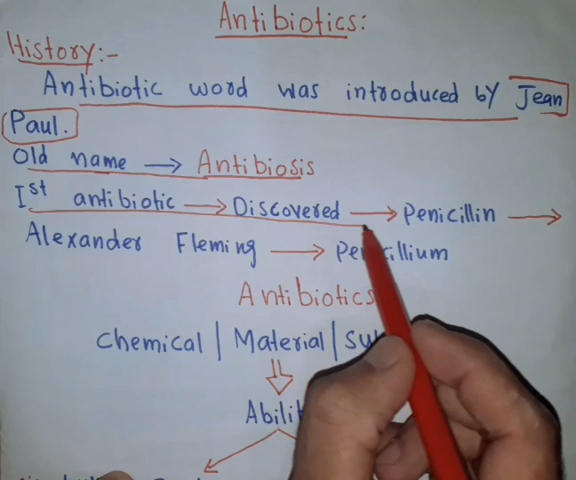 Antibiotics:
History:-
Antibiotic word was introduced by Jean
Paul.
Old name → Antibiosis
Ist antibiotic → Discovered → Penicillin →
Alexander Fleming → Penicillium
Antibiotics
Chemical | Material |